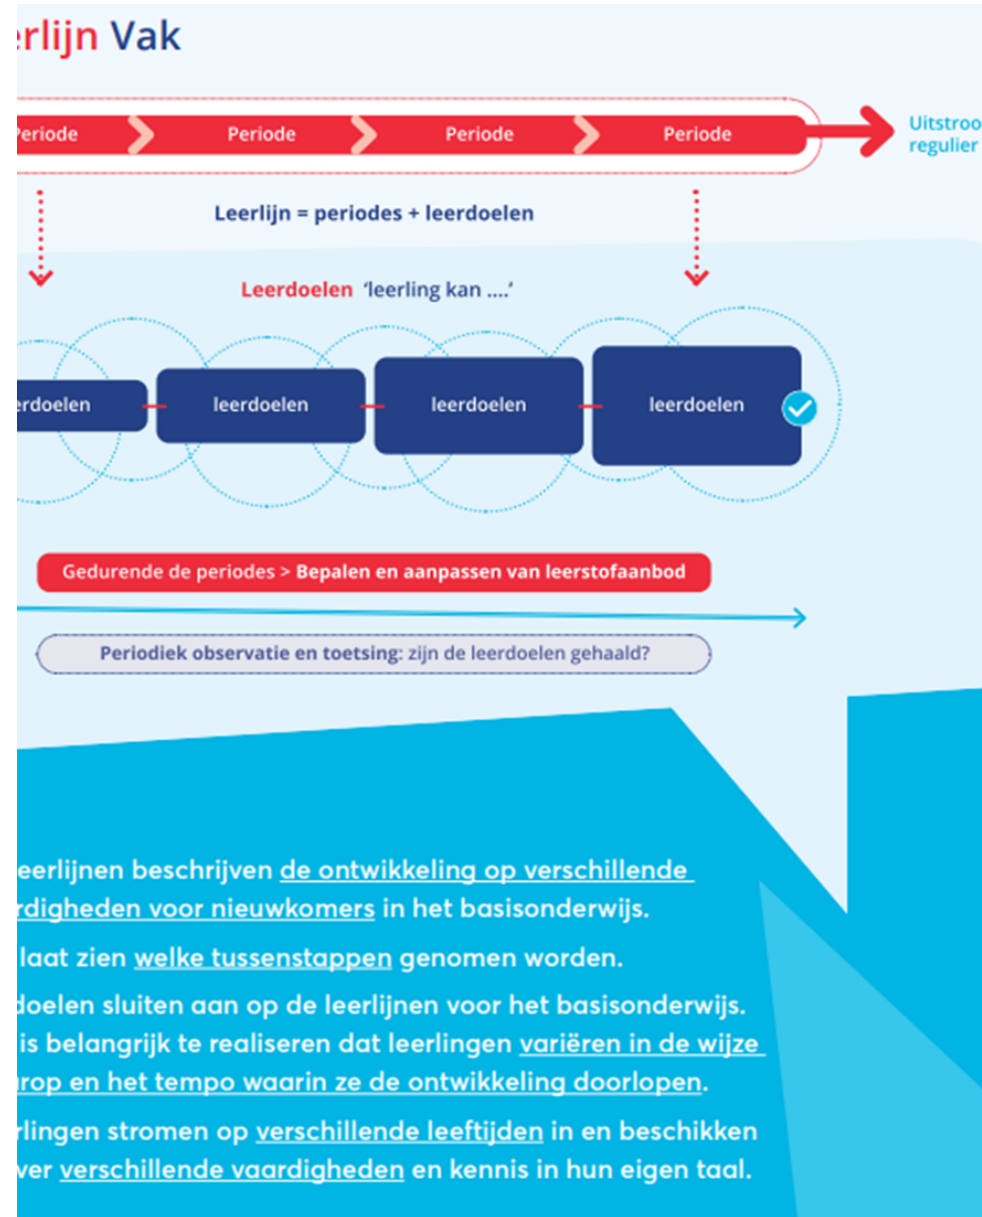 erlijn Vak
Periode Periode Periode Periode
Uitstroo
regulier
Leerlijn = periodes + leerdoelen
Leerdoelen ‘leerling kan ....’
erdoelen leerdoelen leerdoelen leerdoelen
Gedurende de periodes > Bepalen en aanpassen van leerstofaanbod
Periodiek observatie en toetsing: zijn de leerdoelen gehaald?
eerlijnen beschrijven de ontwikkeling op verschillende
rdigheden voor nieuwkomers in het basisonderwijs.
laat zien welke tussenstappen genomen worden.
doelen sluiten aan op de leerlijnen voor het basisonderwijs.
is belangrijk te realiseren dat leerlingen variëren in de wijze
arop en het tempo waarin ze de ontwikkeling doorlopen.
rlingen stromen op verschillende leeftijden in en beschikken
ver verschillende vaardigheden en kennis in hun eigen taal.